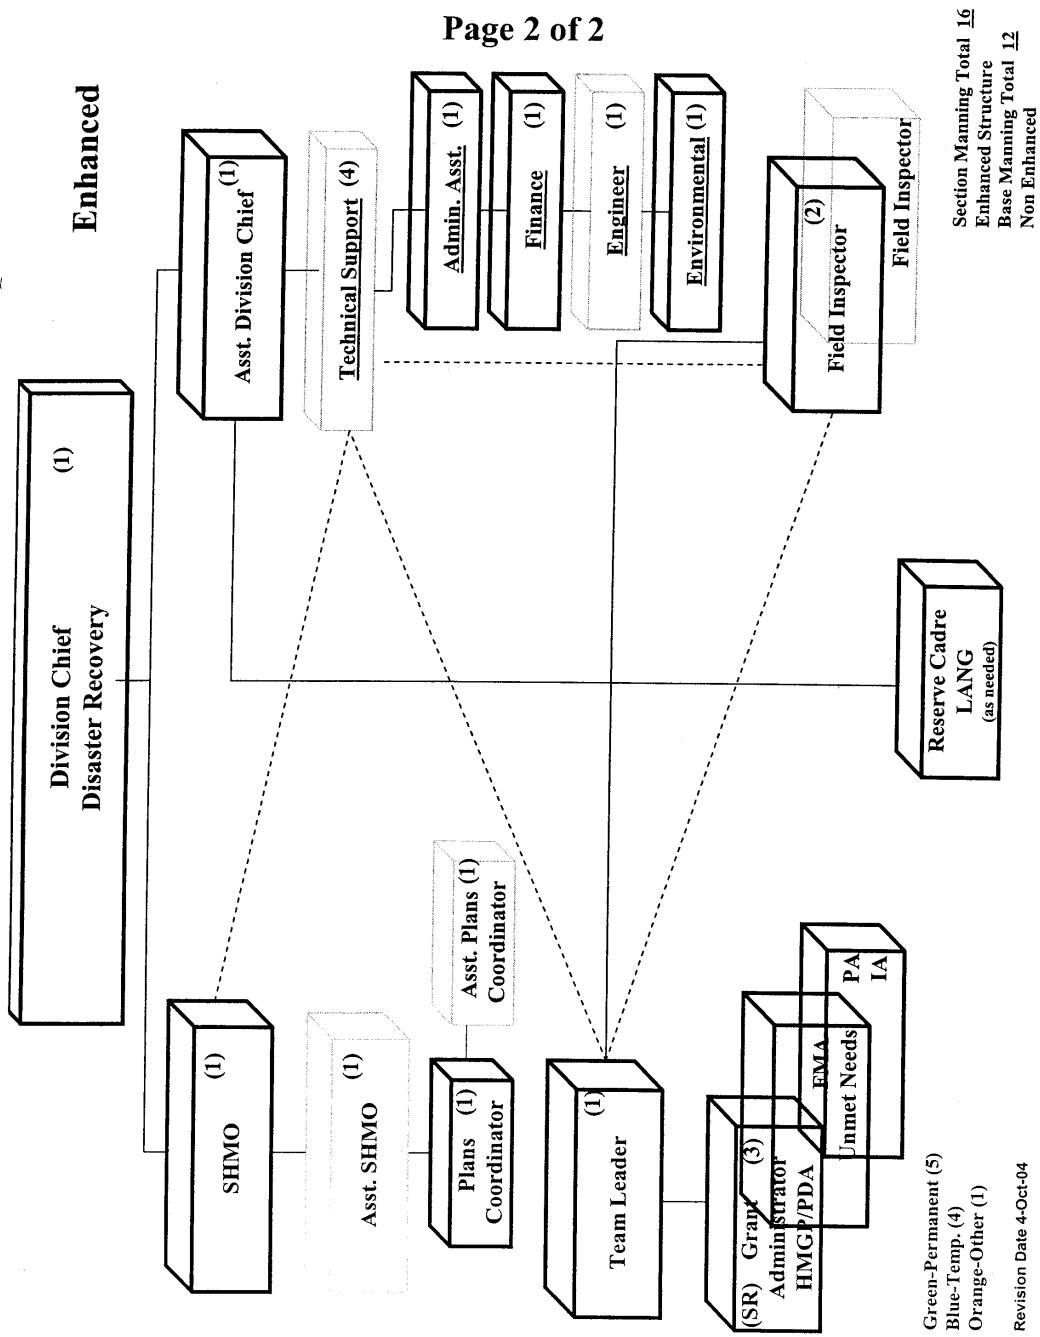 Page 2 of 2
Enhanced
Division Chief (1)
Disaster Recovery
SHMO (1)
Asst. SHMO (1)
Plans (1)
Coordinator
Asst. Plans (1)
Coordinator
Team Leader (1)
(SR) Grant (3)
Administrator
HMGP/PDA
FMA
Unmet Needs
PA
IA
Asst. Division Chief (1)
Technical Support (4)
Admin. Asst. (1)
Finance (1)
Engineer (1)
Environmental (1)
Field Inspector (2)
Field Inspector
Reserve Cadre
LANG
(as needed)
Green-Permanent (5)
Blue-Temp. (4)
Orange-Other (1)
Revision Date 4-Oct-04
Section Manning Total 16
Enhanced Structure
Base Manning Total 12
Non Enhanced